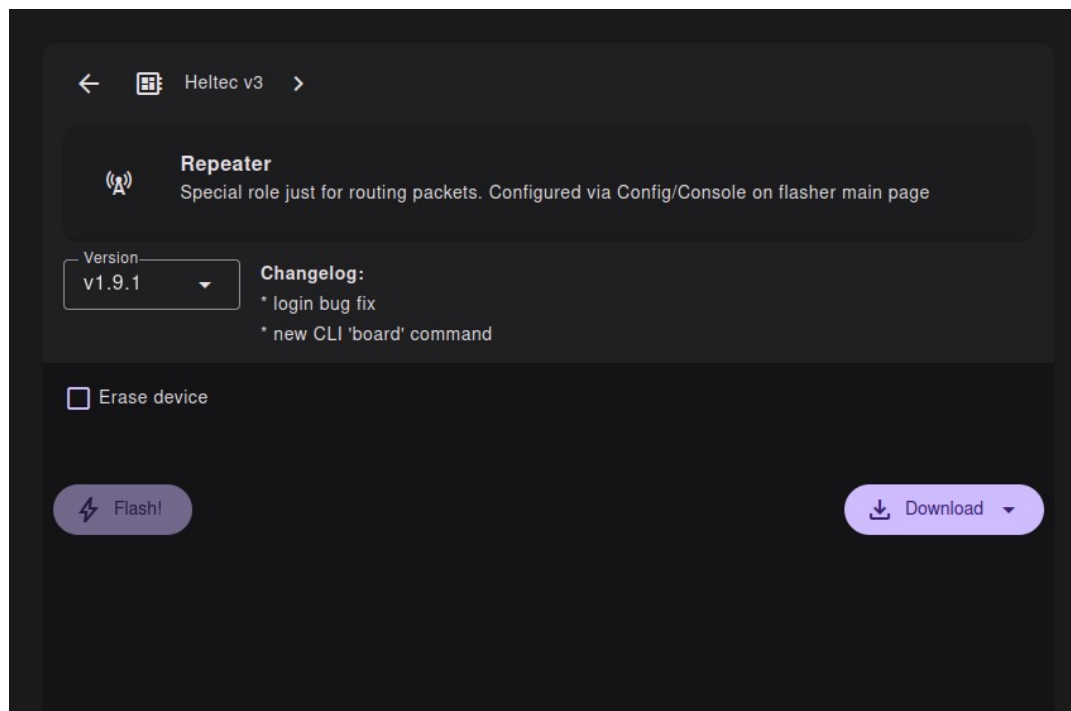 Heltec v3
Repeater
Special role just for routing packets. Configured via Config/Console on flasher main page
Version
v1.9.1
Changelog:
* login bug fix
* new CLI 'board' command
Erase device
Flash!
Download